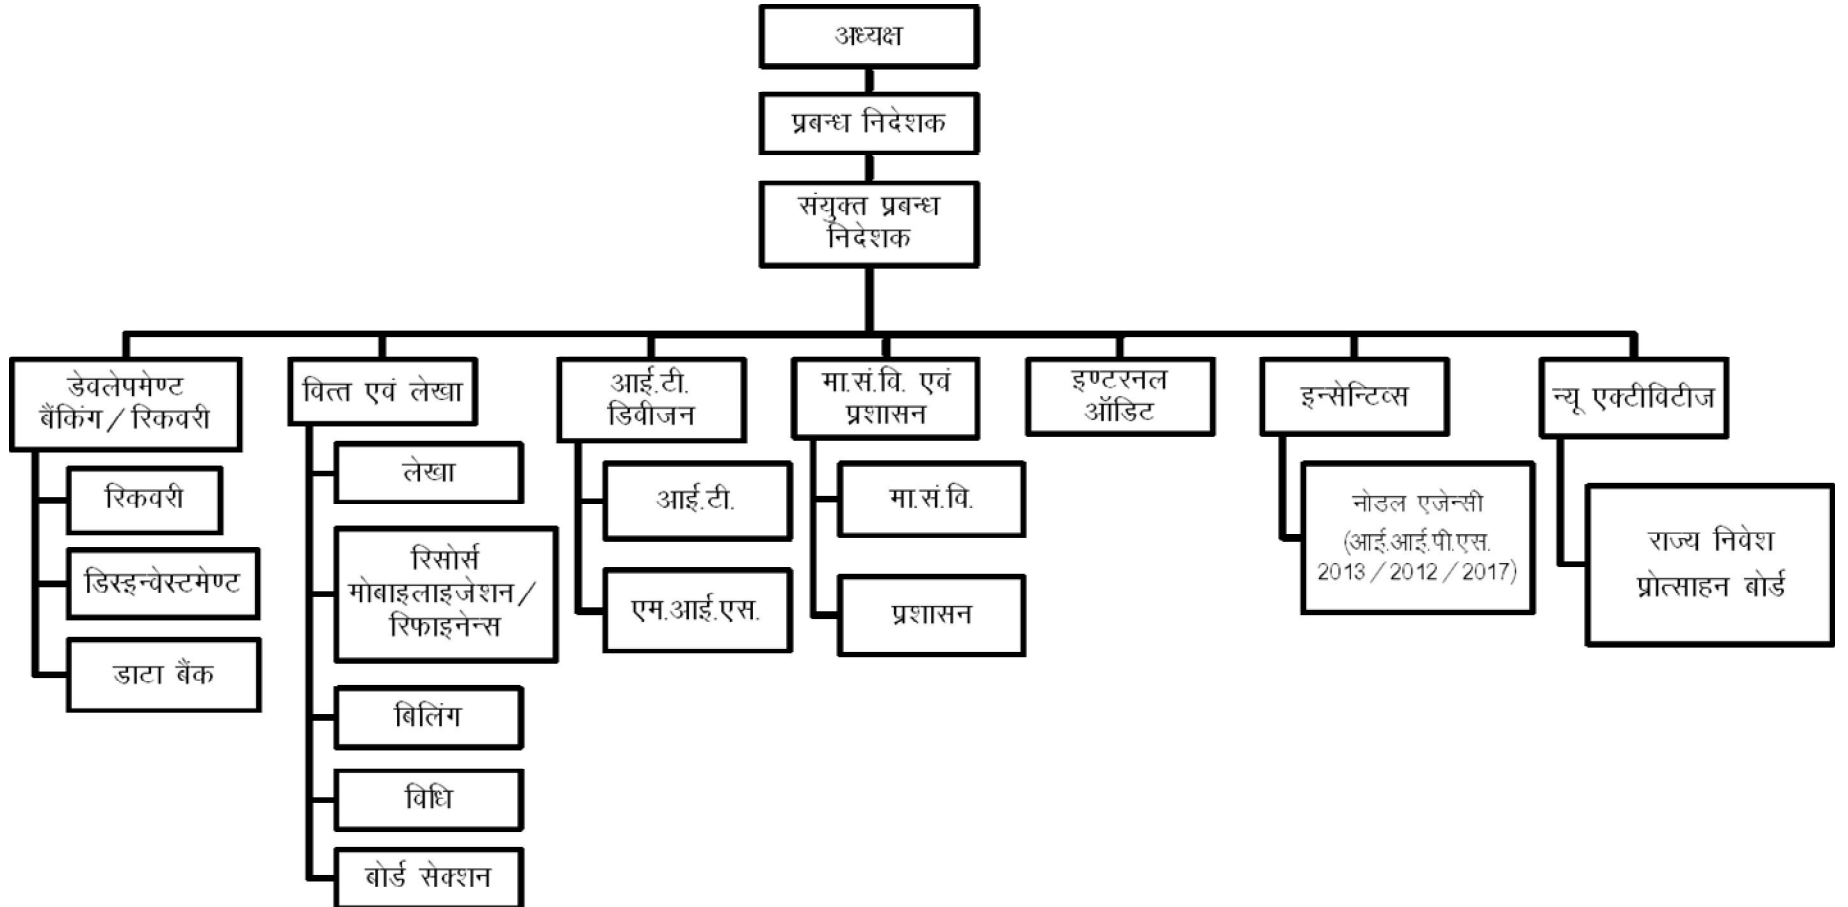 अध्यक्ष
प्रबन्ध निदेशक
संयुक्त प्रबन्ध
निदेशक
डेवलेपमेण्ट
बैंकिंग / रिकवरी
रिकवरी
डिस्इन्वेस्टमेण्ट
डाटा बैंक
वित्त एवं लेखा
लेखा
रिसोर्स
मोबाइलाइजेशन /
रिफाइनेन्स
बिलिंग
विधि
बोर्ड सेक्शन
आई.टी.
डिवीजन
आई.टी.
एम.आई.एस.
मा.सं.वि. एवं
प्रशासन
मा.सं.वि.
प्रशासन
इण्टरनल
ऑडिट
इन्सेन्टिव्स
नोडल एजेन्सी
(आई.आई.पी.एस.
2013 / 2012 / 2017)
न्यू एक्टीविटीज
राज्य निवेश
प्रोत्साहन बोर्ड